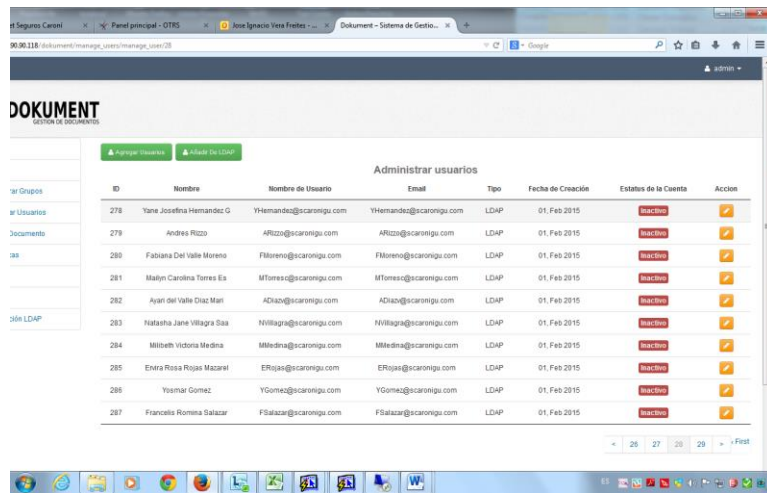 et Seguros Caroní × Panel principal - OTRS × Jose Ignacio Vera Freites - ... × Dokument – Sistema de Gestio... × +
90.90.118/dokument/manage_users/manage_user/28 Google
admin
DOKUMENT
GESTION DE DOCUMENTOS
Agregar Usuarios Añadir De LDAP
Administrar usuarios
ar Grupos
ar Usuarios
Documento
as
ión LDAP
ID Nombre Nombre de Usuario Email Tipo Fecha de Creación Estatus de la Cuenta Accion
278 Yane Josefina Hernandez G YHernandez@scaronigu.com YHernandez@scaronigu.com LDAP 01, Feb 2015 Inactivo
279 Andres Rizzo ARizzo@scaronigu.com ARizzo@scaronigu.com LDAP 01, Feb 2015 Inactivo
280 Fabiana Del Valle Moreno FMoreno@scaronigu.com FMoreno@scaronigu.com LDAP 01, Feb 2015 Inactivo
281 Mailyn Carolina Torres Es MTorresc@scaronigu.com MTorresc@scaronigu.com LDAP 01, Feb 2015 Inactivo
282 Ayari del Valle Diaz Mari ADiazv@scaronigu.com ADiazv@scaronigu.com LDAP 01, Feb 2015 Inactivo
283 Natasha Jane Villagra Saa NVillagra@scaronigu.com NVillagra@scaronigu.com LDAP 01, Feb 2015 Inactivo
284 Milibeth Victoria Medina MMedina@scaronigu.com MMedina@scaronigu.com LDAP 01, Feb 2015 Inactivo
285 Elvira Rosa Rojas Mazarel ERojas@scaronigu.com ERojas@scaronigu.com LDAP 01, Feb 2015 Inactivo
286 Yosmar Gomez YGomez@scaronigu.com YGomez@scaronigu.com LDAP 01, Feb 2015 Inactivo
287 Francelis Romina Salazar FSalazar@scaronigu.com FSalazar@scaronigu.com LDAP 01, Feb 2015 Inactivo
< 26 27 28 29 > › First
ES